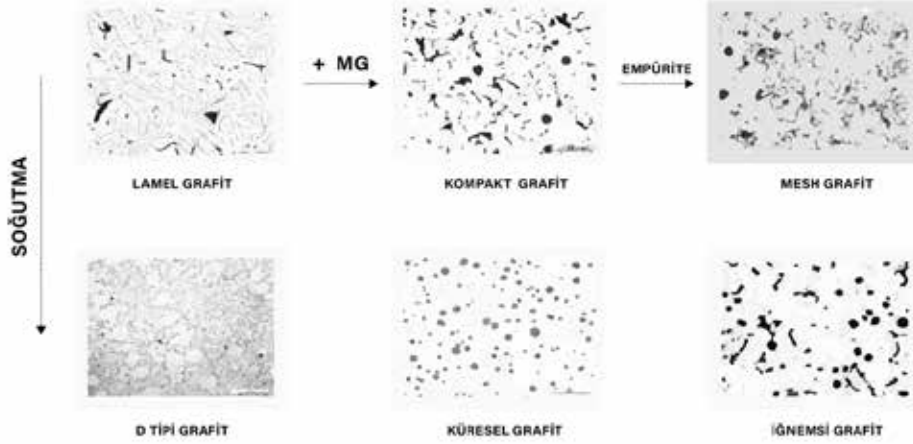 + MG
EMPÜRİTE
SOĞUTMA
LAMEL GRAFİT
KOMPAKT GRAFİT
MESH GRAFİT
D TİPİ GRAFİT
KÜRESEL GRAFİT
İĞNEMSİ GRAFİT